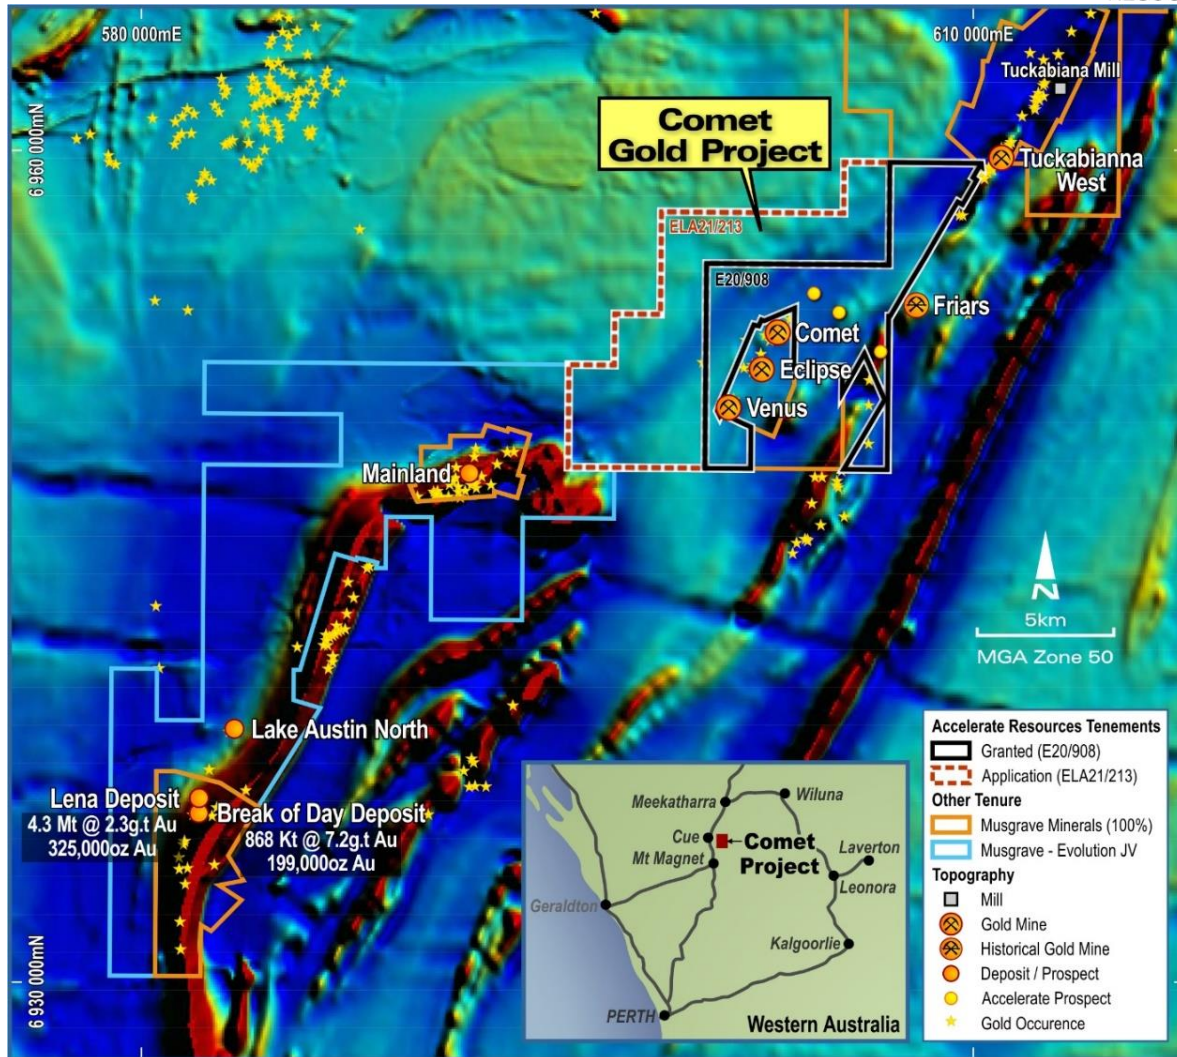 580 000mE
610 000mE
Tuckabiana Mill
6 960 000mN
Comet
Gold Project
Tuckabianna
West
ELA21/213
E20/908
Friars
Comet
Eclipse
Venus
Mainland
N
5km
MGA Zone 50
Lake Austin North
Lena Deposit
4.3 Mt @ 2.3g.t Au
325,000oz Au
Break of Day Deposit
868 Kt @ 7.2g.t Au
199,000oz Au
6 930 000mN
Meekatharra
Wiluna
Cue
Comet
Project
Mt Magnet
Laverton
Leonora
Geraldton
Kalgoorlie
PERTH
Western Australia
Accelerate Resources Tenements
Granted (E20/908)
Application (ELA21/213)
Other Tenure
Musgrave Minerals (100%)
Musgrave - Evolution JV
Topography
Mill
Gold Mine
Historical Gold Mine
Deposit / Prospect
Accelerate Prospect
Gold Occurence